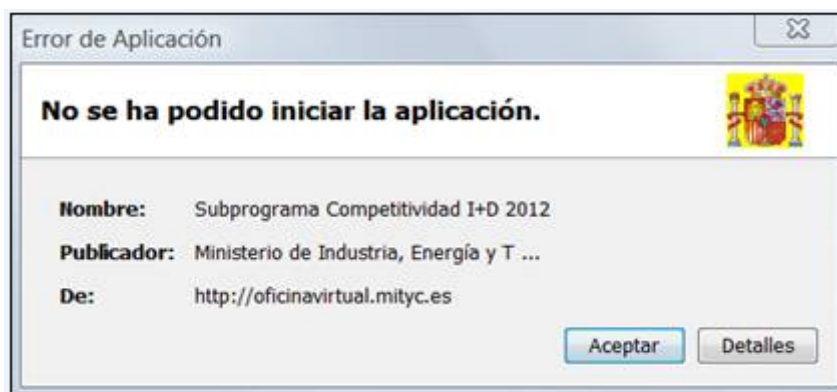 Error de Aplicación
No se ha podido iniciar la aplicación.
Nombre: Subprograma Competitividad I+D 2012
Publicador: Ministerio de Industria, Energía y T ...
De: http://oficinavirtual.mityc.es
Aceptar Detalles